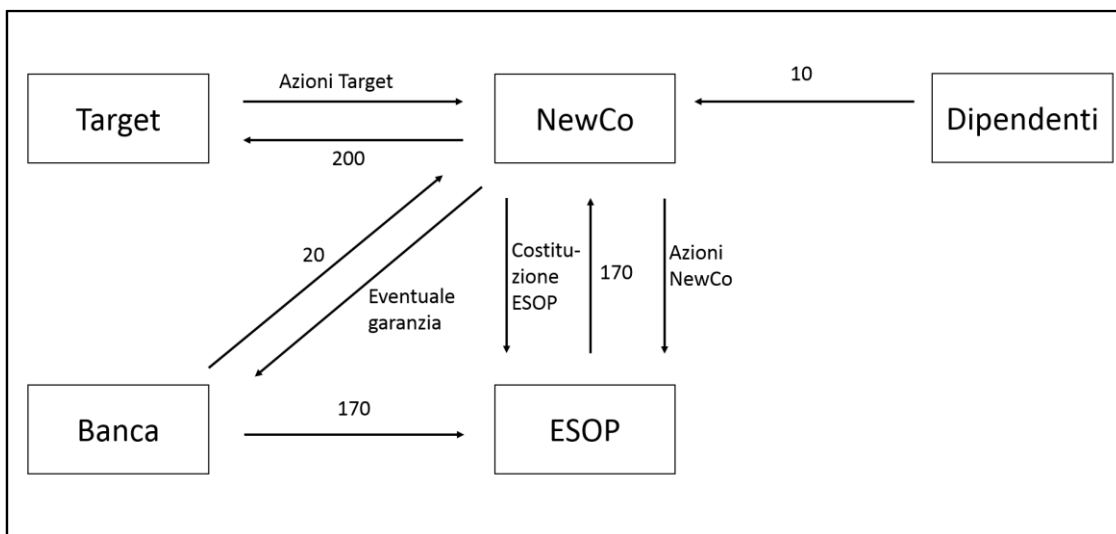 Azioni Target
10
Target
NewCo
Dipendenti
200
20
Costitu-
zione
ESOP
170
Azioni
NewCo
Eventuale
garanzia
170
Banca
ESOP